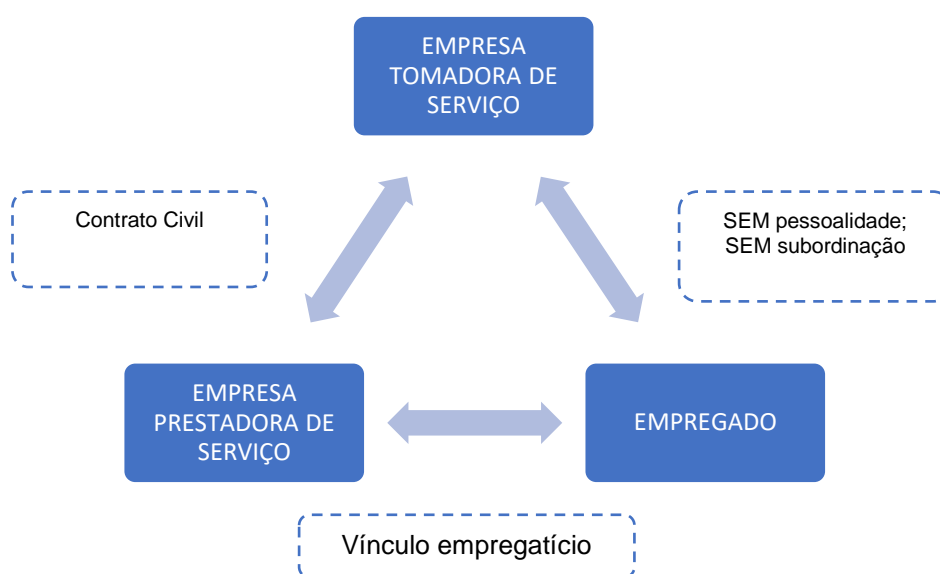 EMPRESA
TOMADORA DE
SERVIÇO
Contrato Civil
SEM pessoalidade;
SEM subordinação
EMPRESA
PRESTADORA DE
SERVIÇO
EMPREGADO
Vínculo empregatício